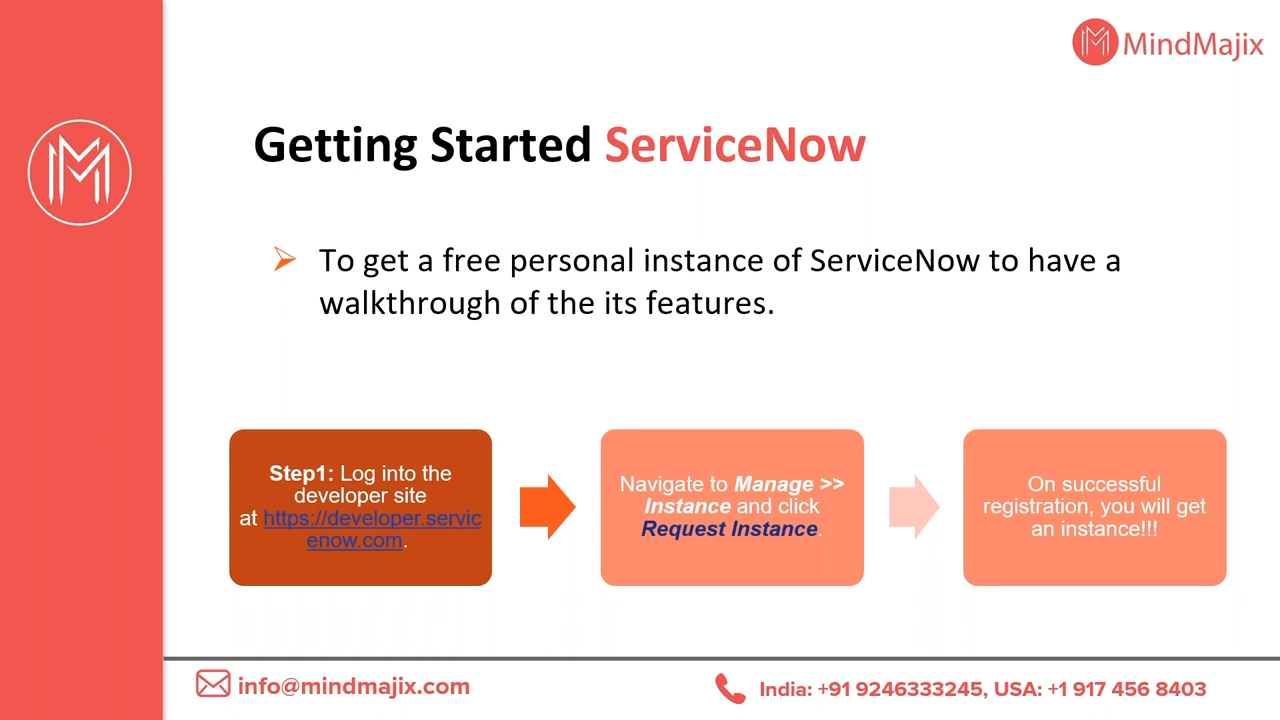 MindMajix
Getting Started ServiceNow
To get a free personal instance of ServiceNow to have a
walkthrough of the its features.
Step1: Log into the
developer site
at https://developer.servic
enow.com.
Navigate to Manage >>
Instance and click
Request Instance.
On successful
registration, you will get
an instance!!!
info@mindmajix.com
India: +91 9246333245, USA: +1 917 456 8403